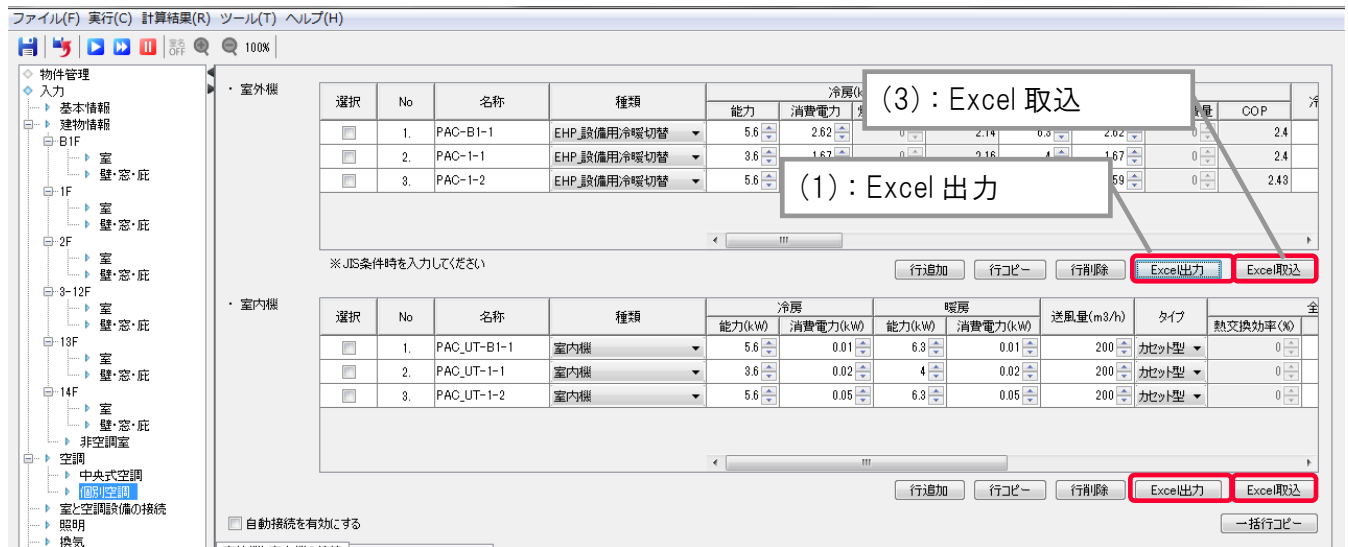 ファイル(F) 実行(C) 計算結果(R) ツール(T) ヘルプ(H)
室名 OFF 100%
物件管理
入力
基本情報
建物情報
B1F
室
壁・窓・庇
1F
室
壁・窓・庇
2F
室
壁・窓・庇
3-12F
室
壁・窓・庇
13F
室
壁・窓・庇
14F
室
壁・窓・庇
非空調室
空調
中央式空調
個別空調
室と空調設備の接続
照明
換気
・室外機
選択 No 名称 種類
能力 消費電力 COP
1. PAC-B1-1 EHP_設備用冷暖切替 5.6 2.62 0 2.14 6.3 2.62 0 2.4
2. PAC-1-1 EHP_設備用冷暖切替 3.6 1.67 0 2.16 4 1.67 0 2.4
3. PAC-1-2 EHP_設備用冷暖切替 5.6 59 0 2.43
(3)：Excel 取込
(1)：Excel 出力
※JIS条件時を入力してください
行追加 行コピー 行削除 Excel出力 Excel取込
・室内機
選択 No 名称 種類 冷房 暖房 送風量(m3/h) タイプ 全
能力(kW) 消費電力(kW) 能力(kW) 消費電力(kW) 熱交換効率(%)
1. PAC_UT-B1-1 室内機 5.6 0.01 6.3 0.01 200 カセット型 0
2. PAC_UT-1-1 室内機 3.6 0.02 4 0.02 200 カセット型 0
3. PAC_UT-1-2 室内機 5.6 0.05 6.3 0.05 200 カセット型 0
行追加 行コピー 行削除 Excel出力 Excel取込
自動接続を有効にする
一括行コピー